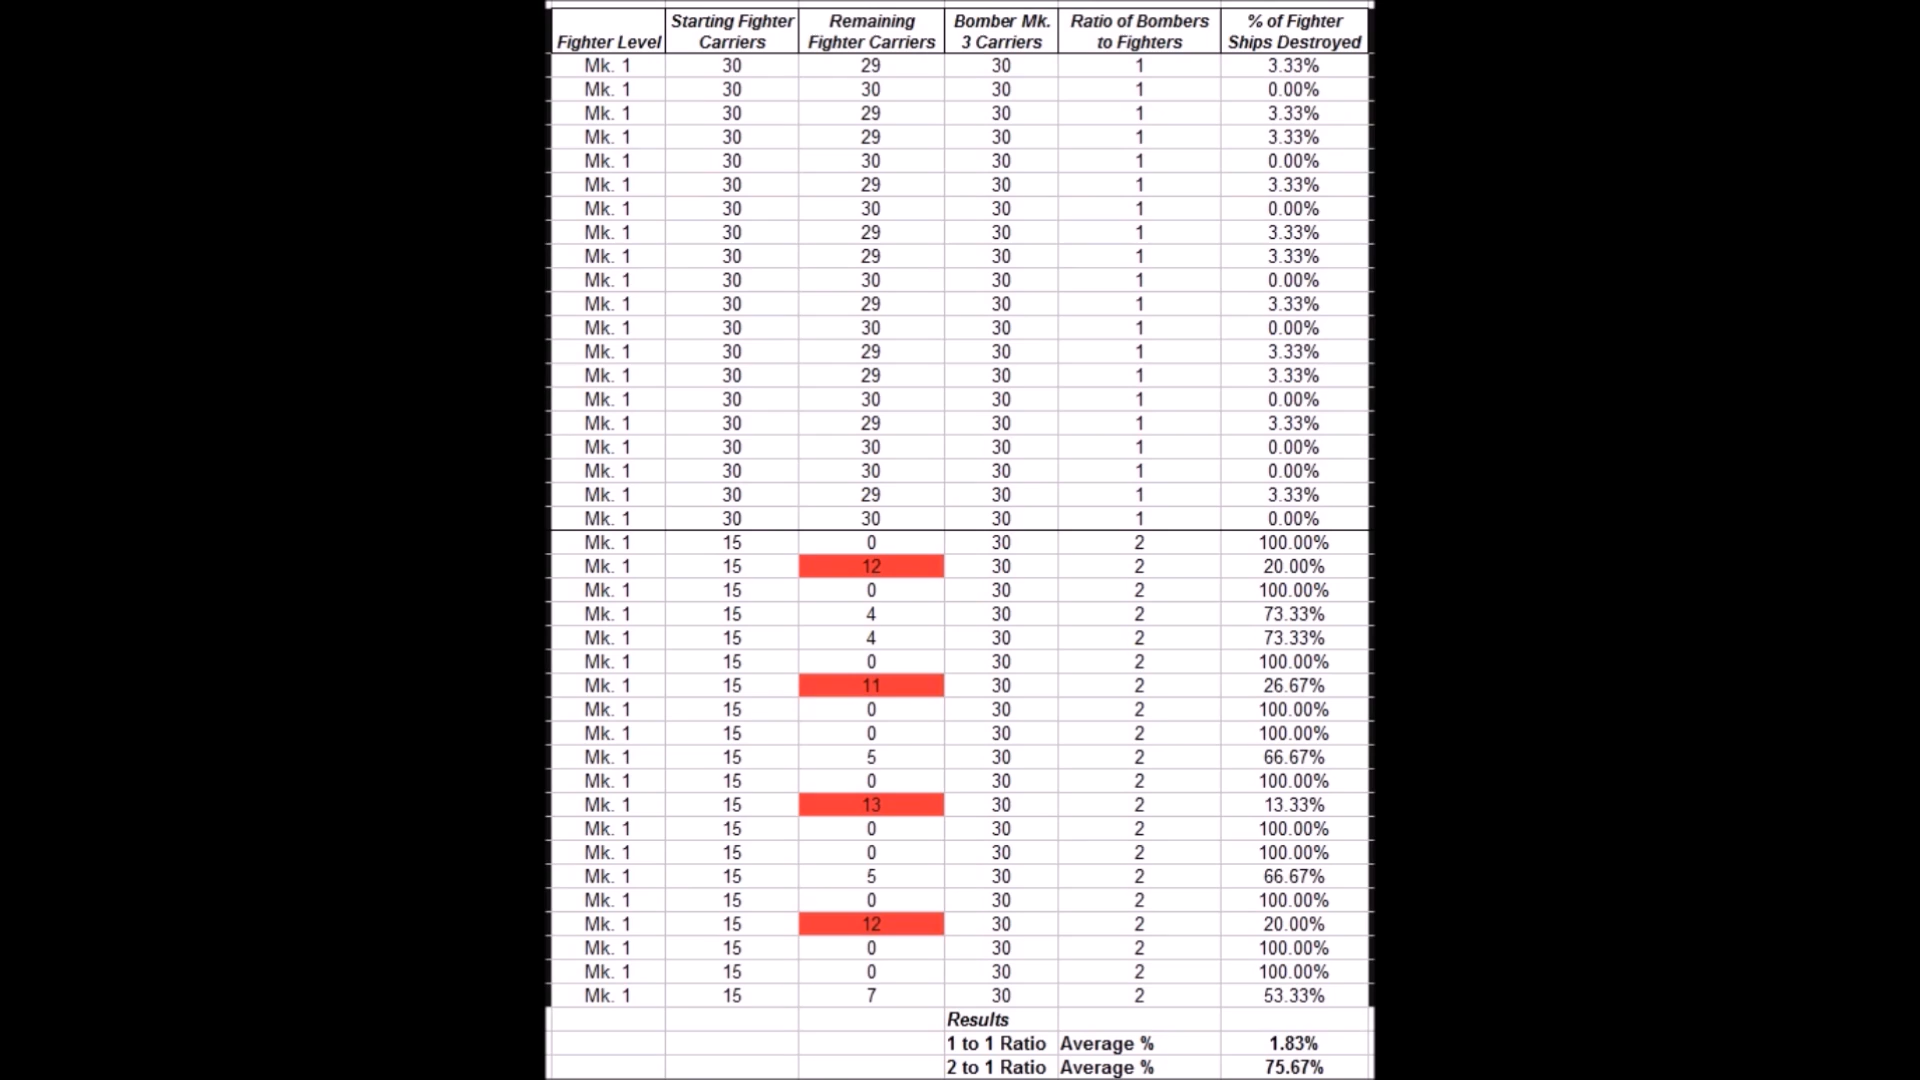 Fighter Level Starting Fighter Carriers Remaining Fighter Carriers Bomber Mk. 3 Carriers Ratio of Bombers to Fighters % of Fighter Ships Destroyed
Mk. 1 30 29 30 1 3.33%
Mk. 1 30 30 30 1 0.00%
Mk. 1 30 29 30 1 3.33%
Mk. 1 30 29 30 1 3.33%
Mk. 1 30 30 30 1 0.00%
Mk. 1 30 29 30 1 3.33%
Mk. 1 30 30 30 1 0.00%
Mk. 1 30 29 30 1 3.33%
Mk. 1 30 29 30 1 3.33%
Mk. 1 30 30 30 1 0.00%
Mk. 1 30 29 30 1 3.33%
Mk. 1 30 30 30 1 0.00%
Mk. 1 30 29 30 1 3.33%
Mk. 1 30 29 30 1 3.33%
Mk. 1 30 30 30 1 0.00%
Mk. 1 30 29 30 1 3.33%
Mk. 1 30 30 30 1 0.00%
Mk. 1 30 30 30 1 0.00%
Mk. 1 30 29 30 1 3.33%
Mk. 1 30 30 30 1 0.00%
Mk. 1 15 0 30 2 100.00%
Mk. 1 15 12 30 2 20.00%
Mk. 1 15 0 30 2 100.00%
Mk. 1 15 4 30 2 73.33%
Mk. 1 15 4 30 2 73.33%
Mk. 1 15 0 30 2 100.00%
Mk. 1 15 11 30 2 26.67%
Mk. 1 15 0 30 2 100.00%
Mk. 1 15 0 30 2 100.00%
Mk. 1 15 5 30 2 66.67%
Mk. 1 15 0 30 2 100.00%
Mk. 1 15 13 30 2 13.33%
Mk. 1 15 0 30 2 100.00%
Mk. 1 15 0 30 2 100.00%
Mk. 1 15 5 30 2 66.67%
Mk. 1 15 0 30 2 100.00%
Mk. 1 15 12 30 2 20.00%
Mk. 1 15 0 30 2 100.00%
Mk. 1 15 0 30 2 100.00%
Mk. 1 15 7 30 2 53.33%
Results
1 to 1 Ratio Average % 1.83%
2 to 1 Ratio Average % 75.67%